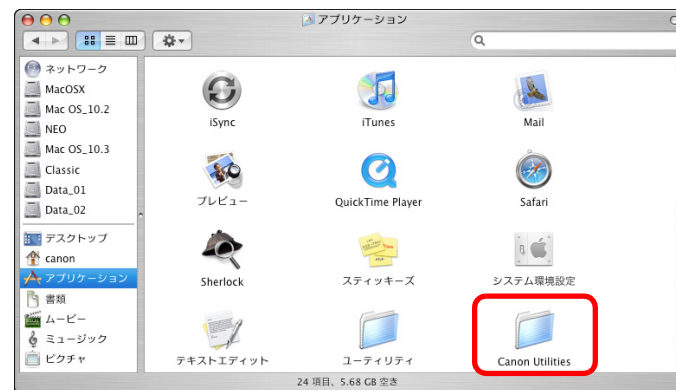 アプリケーション
ネットワーク
MacOSX
Mac OS_10.2
NEO
Mac OS_10.3
Classic
Data_01
Data_02
デスクトップ
canon
アプリケーション
書類
ムービー
ミュージック
ピクチャ
iSync
iTunes
Mail
プレビュー
QuickTime Player
Safari
Sherlock
スティッキーズ
システム環境設定
テキストエディット
ユーティリティ
Canon Utilities
24 項目、5.68 GB 空き